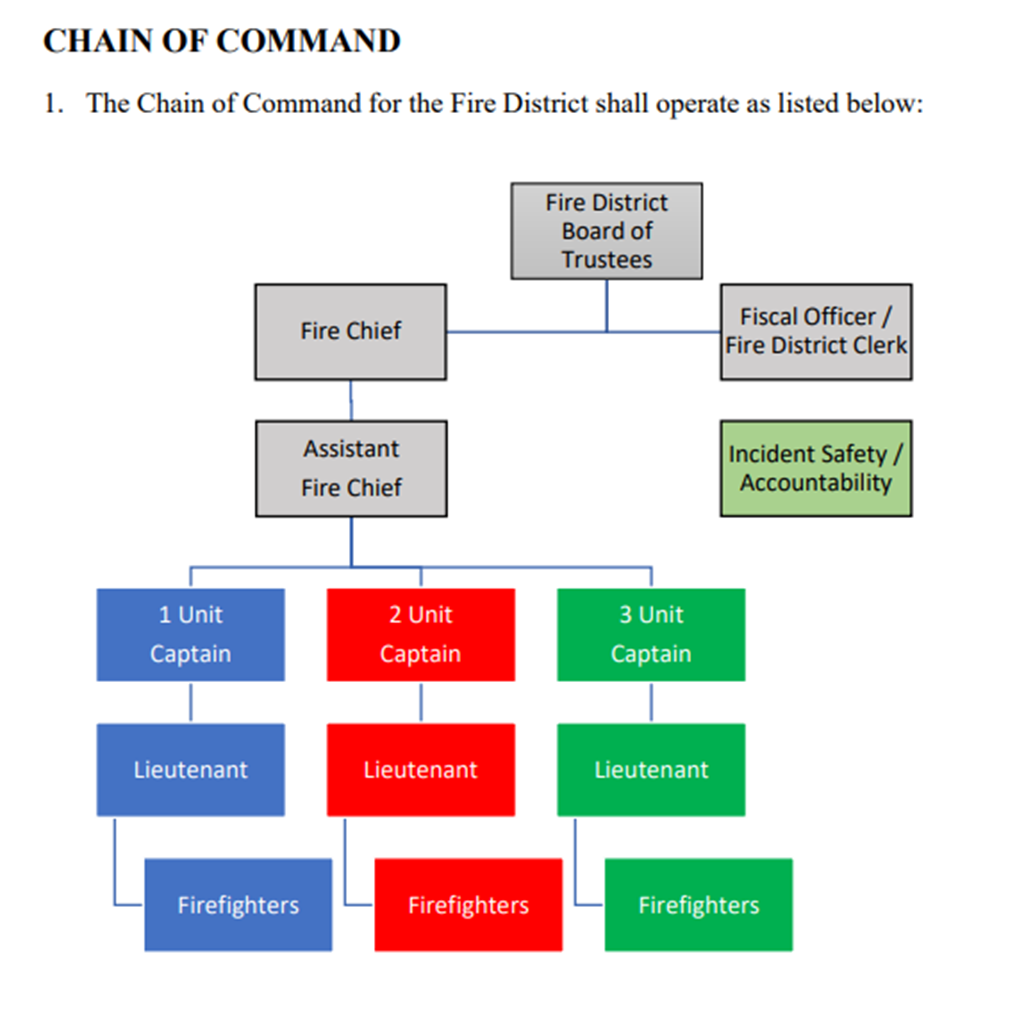 CHAIN OF COMMAND
1. The Chain of Command for the Fire District shall operate as listed below:
Fire District
Board of
Trustees
Fire Chief
Fiscal Officer /
Fire District Clerk
Assistant
Fire Chief
Incident Safety /
Accountability
1 Unit
Captain
2 Unit
Captain
3 Unit
Captain
Lieutenant
Lieutenant
Lieutenant
Firefighters
Firefighters
Firefighters